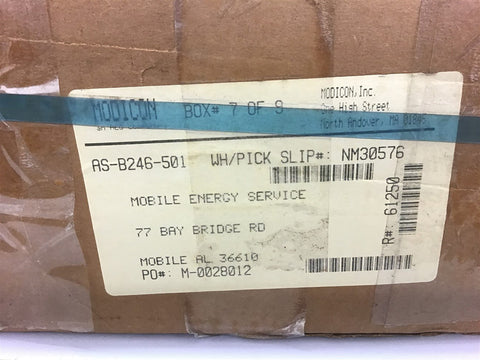 MODICON BOX# 7 OF 9
MODICON, Inc.
One High Street
North Andover, MA 01845
AS-B246-501 WH/PICK SLIP#: NM30576
MOBILE ENERGY SERVICE
77 BAY BRIDGE RD
MOBILE AL 36610
PO#: M-0028012
R#: 61250